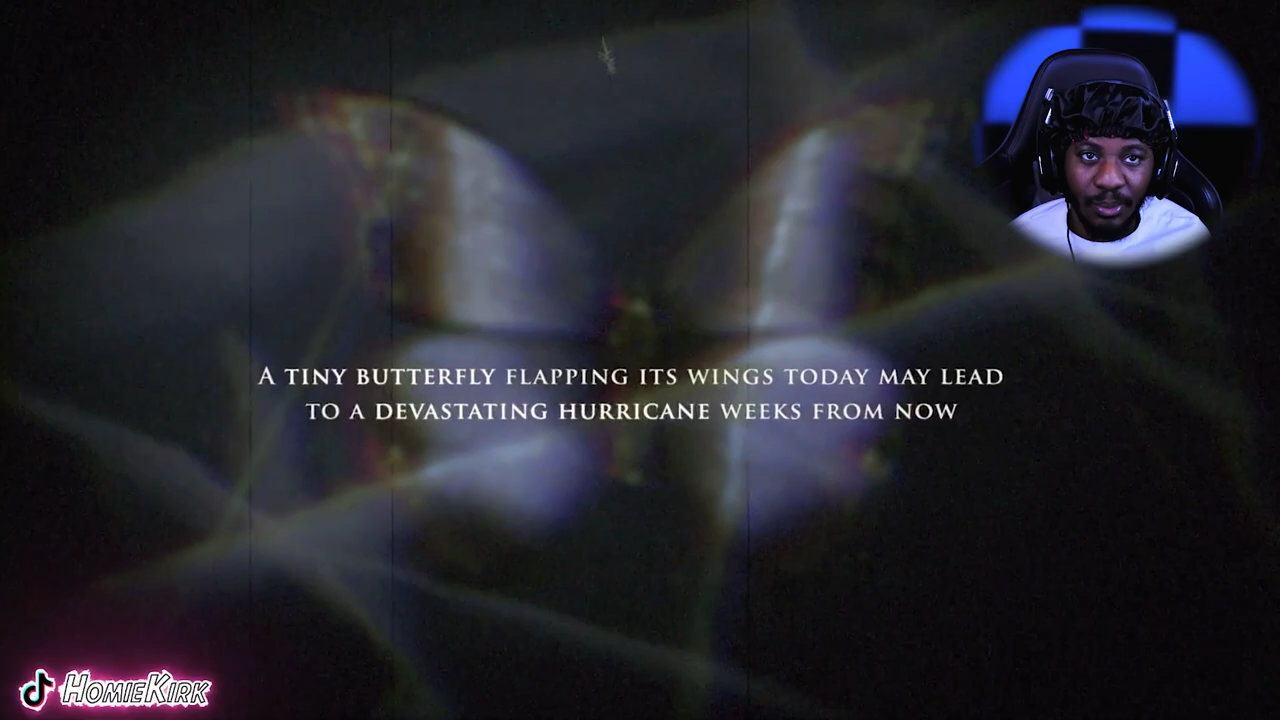 A TINY BUTTERFLY FLAPPING ITS WINGS TODAY MAY LEAD
TO A DEVASTATING HURRICANE WEEKS FROM NOW
HOMIEKIRK